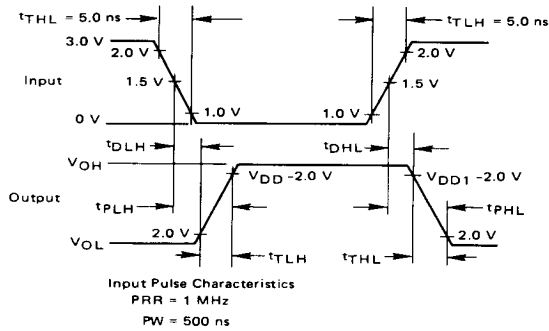 tTHL = 5.0 ns
tTLH = 5.0 ns
3.0 V
2.0 V
2.0 V
Input
1.5 V
1.5 V
1.0 V
1.0 V
0 V
tDLH
tDHL
VOH
VDD -2.0 V
VDD1 -2.0 V
Output
tPLH
tPHL
VOL
2.0 V
2.0 V
tTLH
tTHL
Input Pulse Characteristics
PRR = 1 MHz
PW = 500 ns